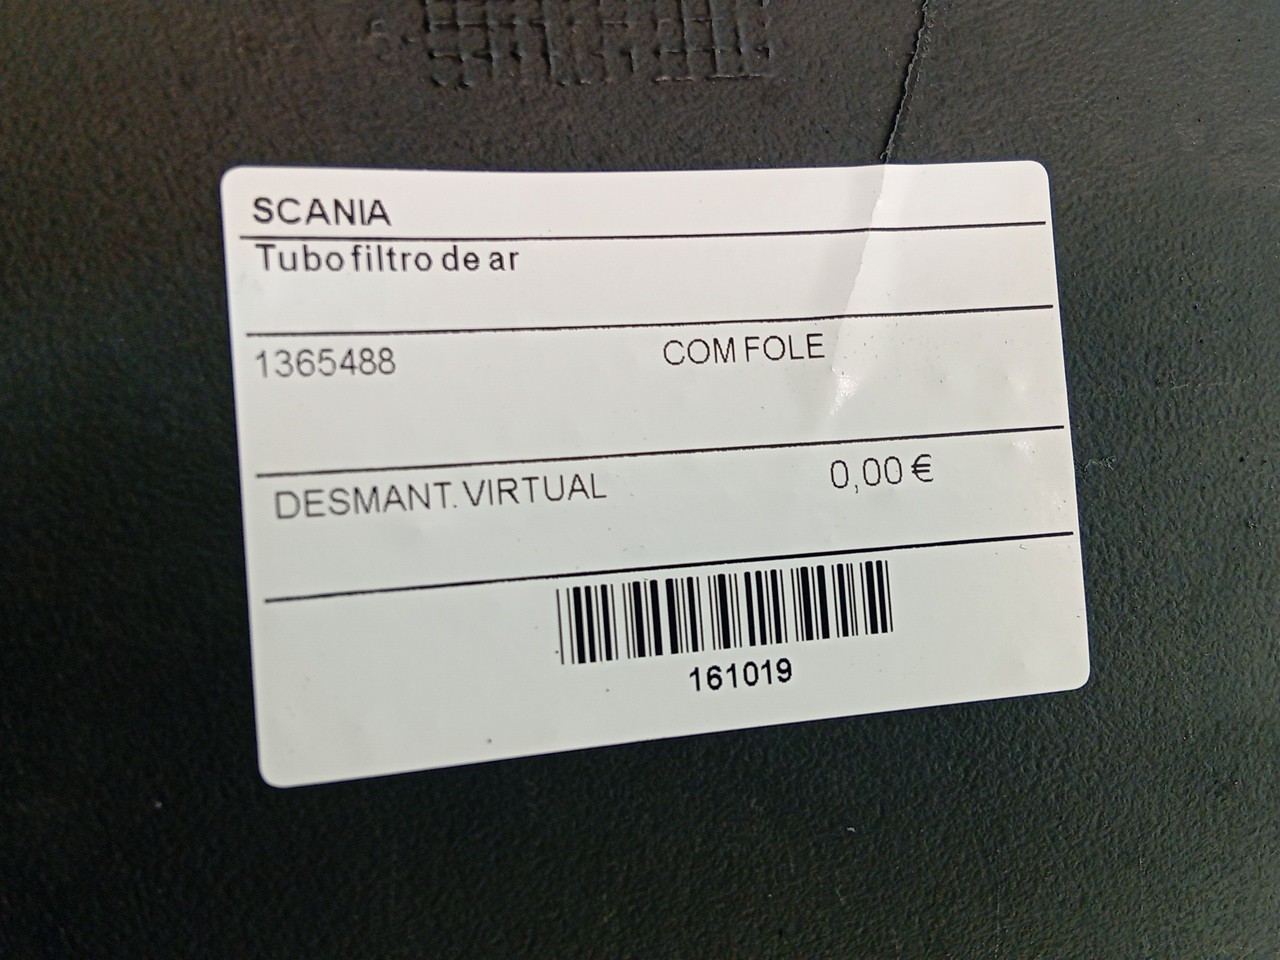 SCANIA
Tubo filtro de ar
1365488 COM FOLE
DESMANT. VIRTUAL 0,00 €
161019